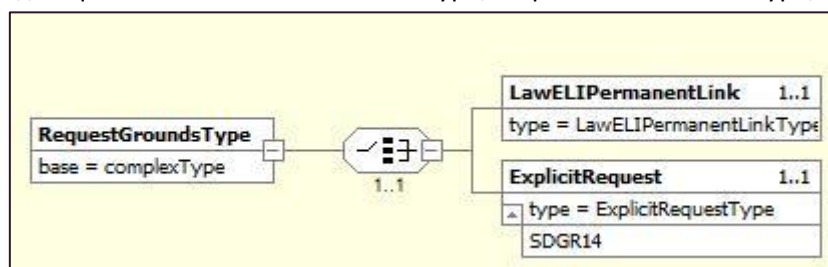 LawELIPermanentLink 1..1
type = LawELIPermanentLinkType
RequestGroundsType
base = complexType
1..1
ExplicitRequest 1..1
type = ExplicitRequestType
SDGR14